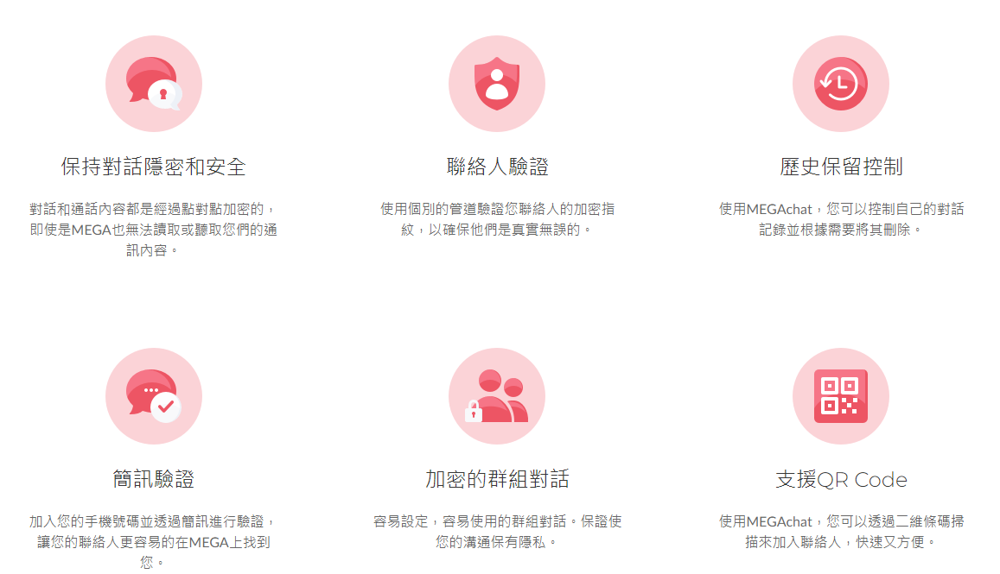 保持對話隱密和安全
對話和通話內容都是經過點對點加密的，
即使是MEGA也無法讀取或聽取您們的通
訊內容。
聯絡人驗證
使用個別的管道驗證您聯絡人的加密指
紋，以確保他們是真實無誤的。
歷史保留控制
使用MEGAchat，您可以控制自己的對話
記錄並根據需要將其刪除。
簡訊驗證
加入您的手機號碼並透過簡訊進行驗證，
讓您的聯絡人更容易的在MEGA上找到
您。
加密的群組對話
容易設定，容易使用的群組對話。保證使
您的溝通保有隱私。
支援QR Code
使用MEGAchat，您可以透過二維條碼掃
描來加入聯絡人，快速又方便。